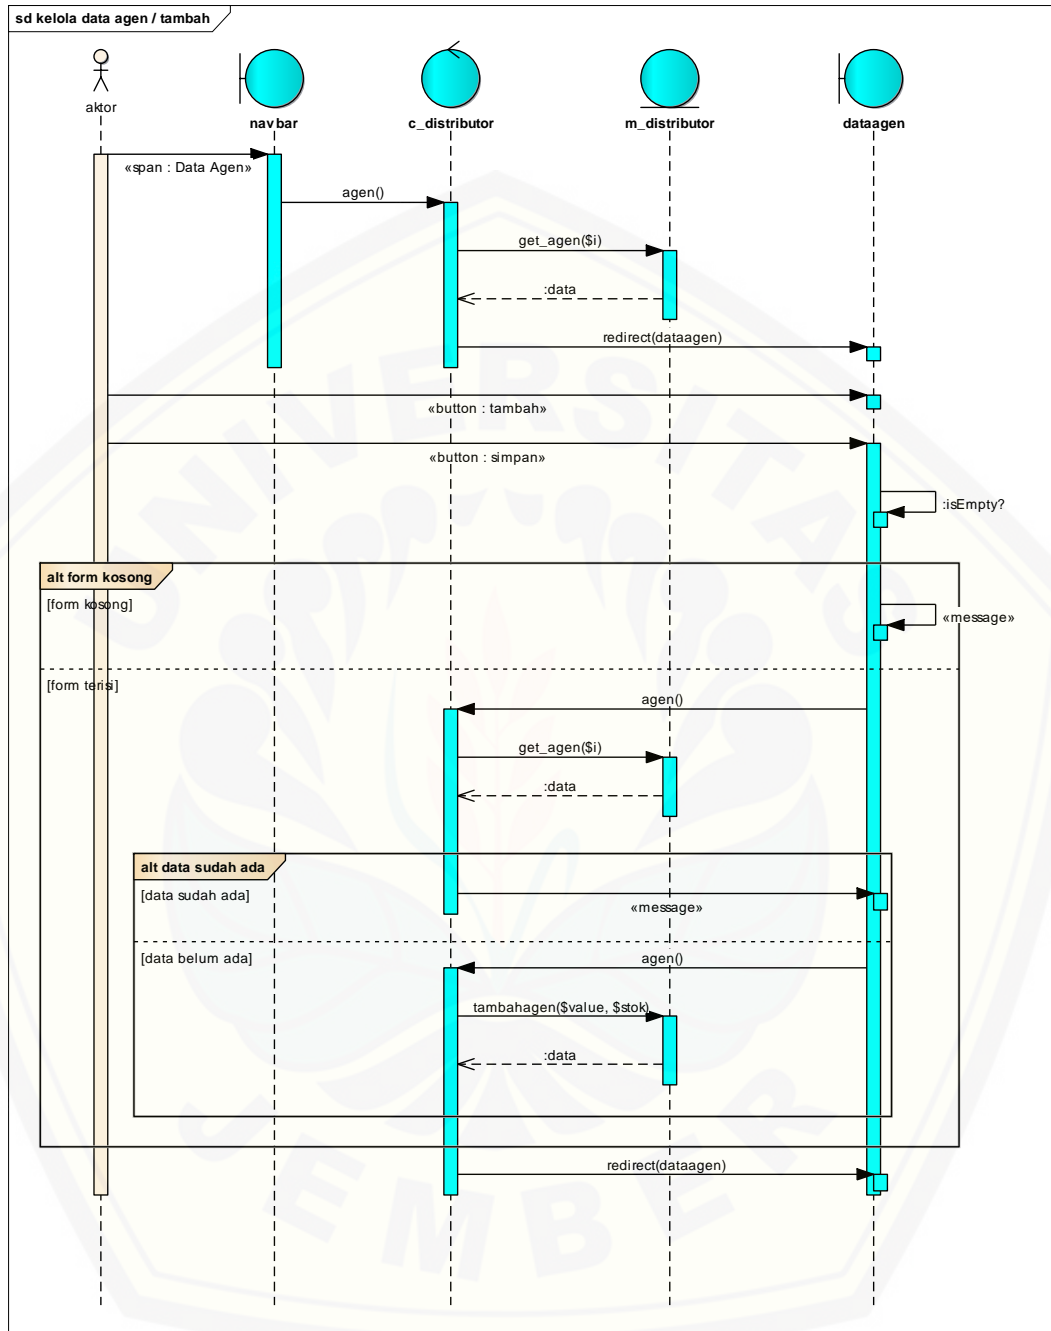 sd kelola data agen / tambah
aktor
navbar
c_distributor
m_distributor
dataagen
«span : Data Agen»
agen()
get_agen($i)
:data
redirect(dataagen)
«button : tambah»
«button : simpan»
:isEmpty?
alt form kosong
[form kosong]
«message»
[form terisi]
agen()
get_agen($i)
:data
alt data sudah ada
[data sudah ada]
«message»
[data belum ada]
agen()
tambahagen($value, $stok)
:data
redirect(dataagen)
UNIVERSITAS
JEMBER